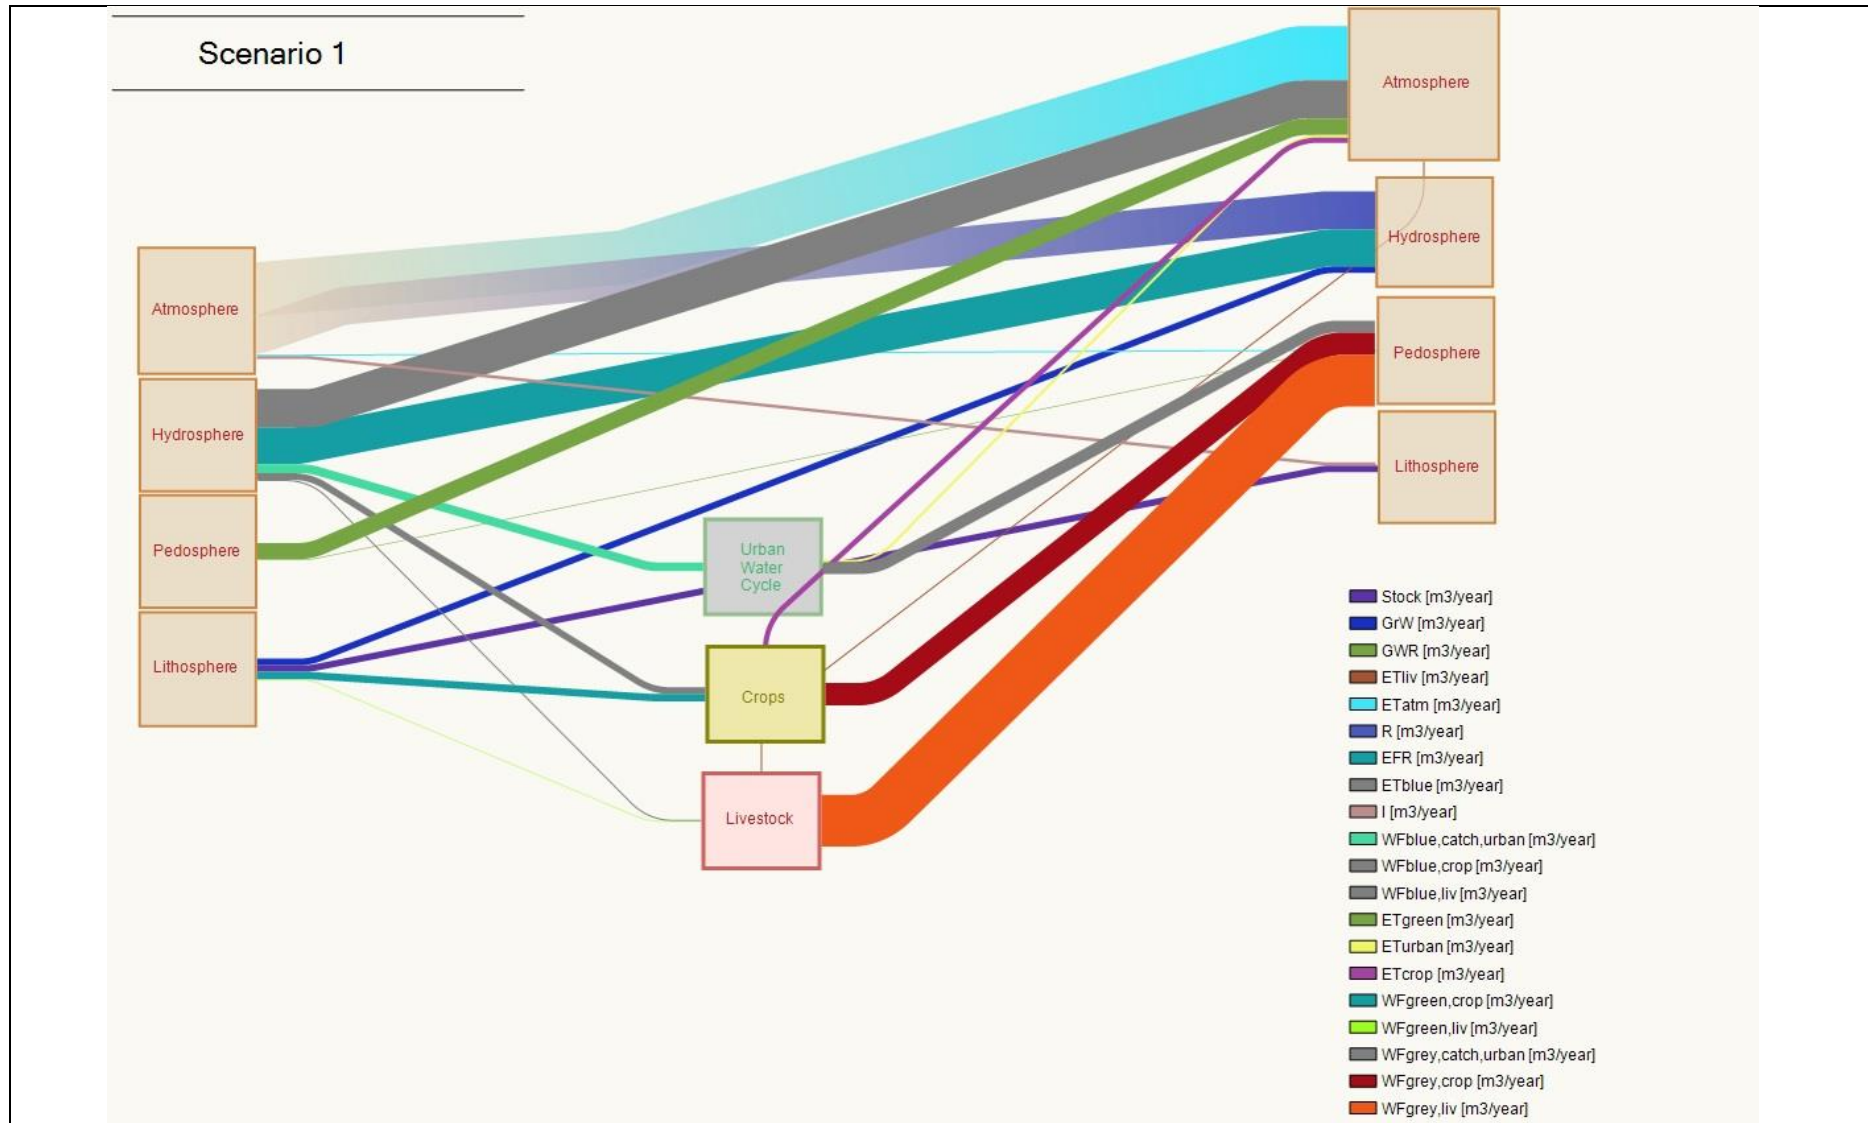 Scenario 1
Atmosphere
Hydrosphere
Pedosphere
Lithosphere
Urban
Water
Cycle
Crops
Livestock
Atmosphere
Hydrosphere
Pedosphere
Lithosphere
Stock [m3/year]
GrW [m3/year]
GWR [m3/year]
ETliv [m3/year]
ETatm [m3/year]
R [m3/year]
EFR [m3/year]
ETblue [m3/year]
I [m3/year]
WFblue,catch,urban [m3/year]
WFblue,crop [m3/year]
WFblue,liv [m3/year]
ETgreen [m3/year]
ETurban [m3/year]
ETcrop [m3/year]
WFgreen,crop [m3/year]
WFgreen,liv [m3/year]
WFgrey,catch,urban [m3/year]
WFgrey,crop [m3/year]
WFgrey,liv [m3/year]